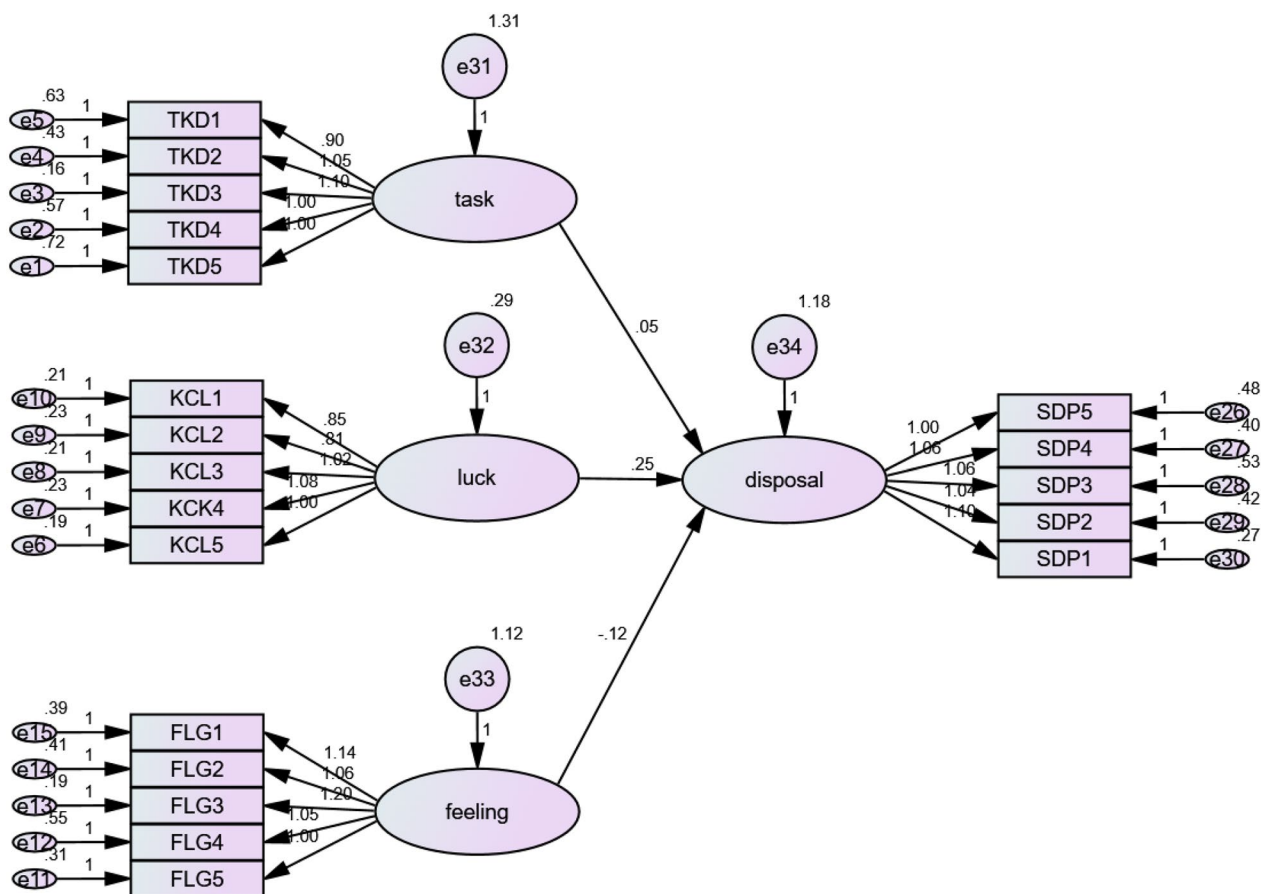 1.31
e31
1
.63
e5
1
TKD1
.43
e4
1
TKD2
.16
e3
1
TKD3
.57
e2
1
TKD4
.72
e1
1
TKD5
.90
1.05
1.10
1.00
1.00
task
.05
.29
e32
1
.21
e10
1
KCL1
.23
e9
1
KCL2
.21
e8
1
KCL3
.23
e7
1
KCK4
.19
e6
1
KCL5
.85
.81
1.02
1.08
1.00
luck
.25
1.18
e34
1
disposal
1.00
1.06
1.06
1.04
1.10
SDP5
1
.48
e26
SDP4
1
.40
e27
SDP3
1
.53
e28
SDP2
1
.42
e29
SDP1
1
.27
e30
-.12
1.12
e33
1
.39
e15
1
FLG1
.41
e14
1
FLG2
.19
e13
1
FLG3
.55
e12
1
FLG4
.31
e11
1
FLG5
1.14
1.06
1.20
1.05
1.00
feeling